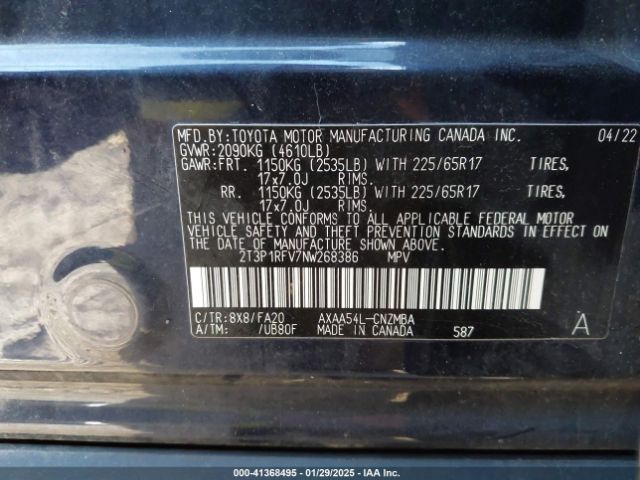 MFD.BY:TOYOTA MOTOR MANUFACTURING CANADA INC. 04/22
GVWR:2090KG (4610LB)
GAWR:FRT. 1150KG (2535LB) WITH 225/65R17 TIRES,
17x7.0J RIMS.
RR. 1150KG (2535LB) WITH 225/65R17 TIRES,
17x7.0J RIMS.
THIS VEHICLE CONFORMS TO ALL APPLICABLE FEDERAL MOTOR
VEHICLE SAFETY AND THEFT PREVENTION STANDARDS IN EFFECT
ON THE DATE OF MANUFACTURE SHOWN ABOVE.
2T3P1RFV7NW268386 MPV
C/TR:8X8/FA20 AXAA54L-CNZMBA
A/TM: /UB80F MADE IN CANADA 587 A
000-41368495 - 01/29/2025 - IAA Inc.